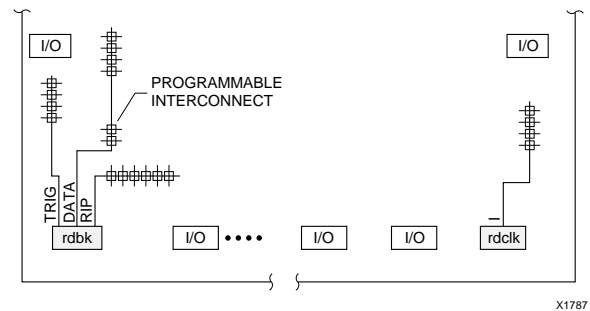 I/O
I/O
PROGRAMMABLE
INTERCONNECT
TRIG
DATA
RIP
I
rdbk
I/O
I/O
I/O
rdclk
X1787